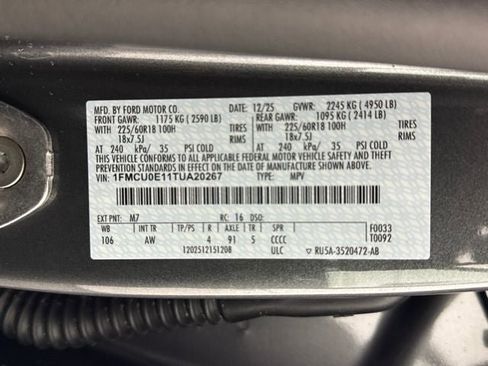 MFD. BY FORD MOTOR CO. DATE: 12/25 GVWR: 2245 KG ( 4950 LB)
FRONT GAWR: 1175 KG ( 2590 LB) REAR GAWR: 1095 KG ( 2414 LB)
WITH 225/60R18 100H TIRES WITH 225/60R18 100H
18x7.5J RIMS 18x7.5J
AT 240 kPa/ 35 PSI COLD AT 240 kPa/ 35 PSI COLD
THIS VEHICLE CONFORMS TO ALL APPLICABLE FEDERAL MOTOR VEHICLE SAFETY, BUMPER, AND
THEFT PREVENTION STANDARDS IN EFFECT ON THE DATE OF MANUFACTURE SHOWN ABOVE.
VIN: 1FMCU0E11TUA20267 TYPE: MPV
EXT PNT: M7 RC: 16 DSO: F0033
WB INT TR TP/PS R AXLE TR SPR T0092
106 AW 4 91 5 CCCC
1202512151208 ULC ▽ RU5A-3520472-AB